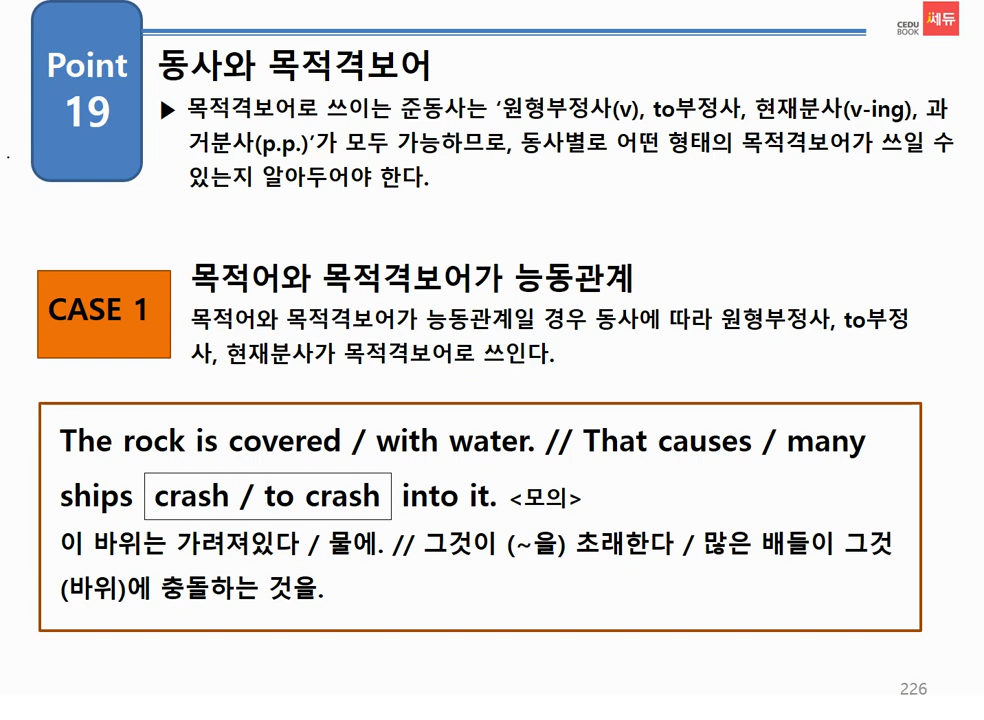 CEDU
BOOK
쎄듀
Point
19
동사와 목적격보어
▶ 목적격보어로 쓰이는 준동사는 ‘원형부정사(v), to부정사, 현재분사(v-ing), 과
거분사(p.p.)’가 모두 가능하므로, 동사별로 어떤 형태의 목적격보어가 쓰일 수
있는지 알아두어야 한다.
CASE 1
목적어와 목적격보어가 능동관계
목적어와 목적격보어가 능동관계일 경우 동사에 따라 원형부정사, to부정
사, 현재분사가 목적격보어로 쓰인다.
The rock is covered / with water. // That causes / many
ships crash / to crash into it. <모의>
이 바위는 가려져있다 / 물에. // 그것이 (~을) 초래한다 / 많은 배들이 그것
(바위)에 충돌하는 것을.
226